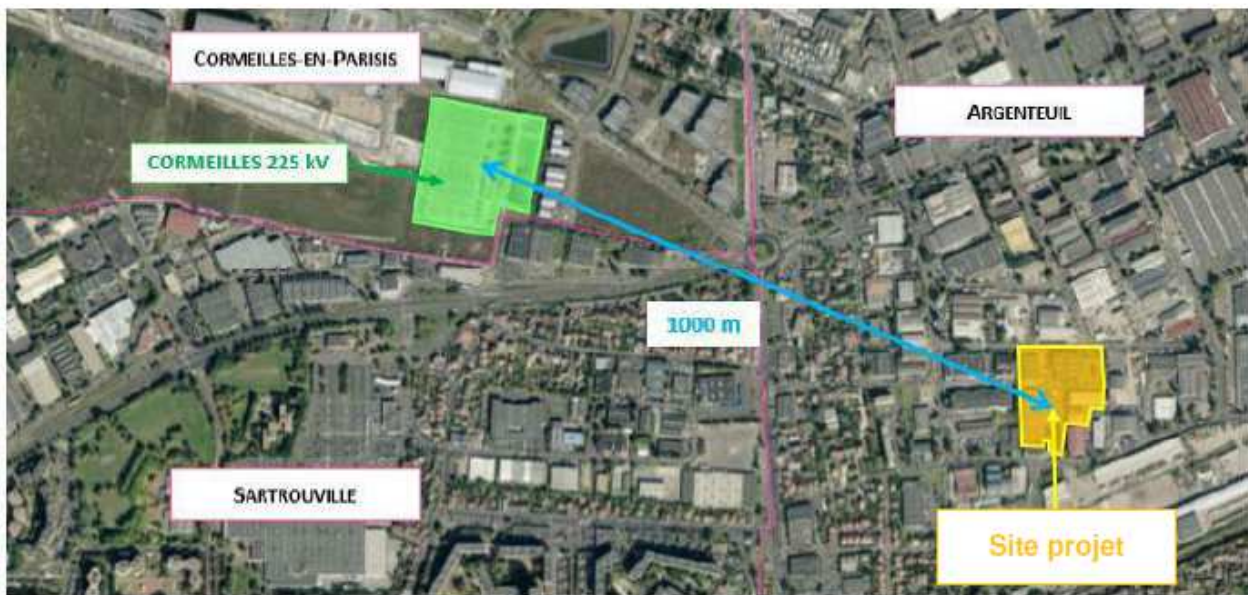 CORMEILLES-EN-PARISIS
ARGENTEUIL
CORMEILLES 225 kV
1000 m
SARTROUVILLE
Site projet